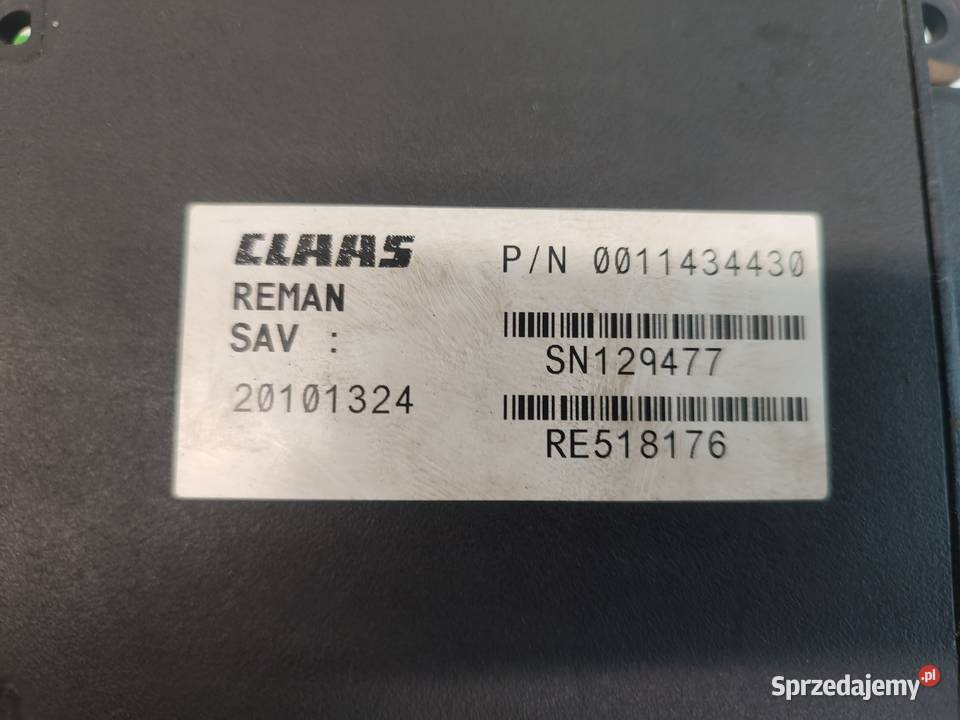 CLAAS
REMAN
SAV :
20101324
P/N 0011434430
SN129477
RE518176
Sprzedajemy.pl